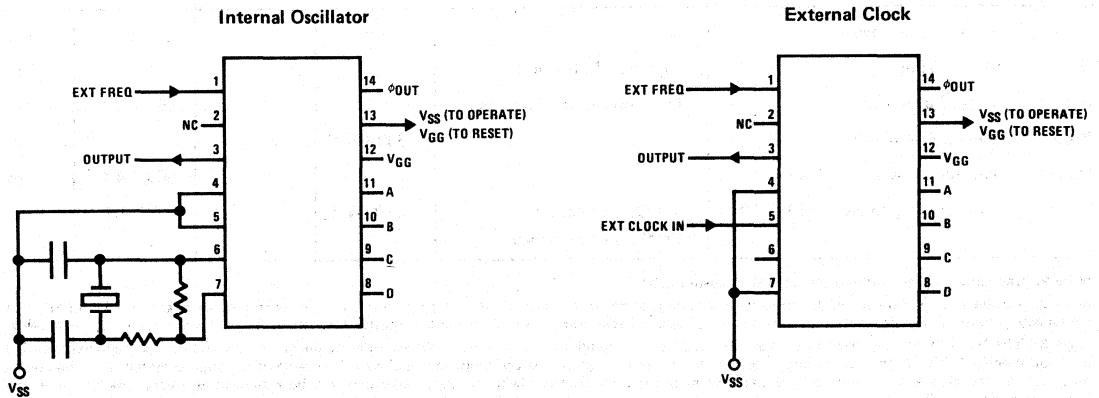 Internal Oscillator
EXT FREQ
1
NC
2
OUTPUT
3
4
5
6
7
14 ϕOUT
13 VSS (TO OPERATE)
VGG (TO RESET)
12 VGG
11 A
10 B
9 C
8 D
VSS
External Clock
EXT FREQ
1
NC
2
OUTPUT
3
4
EXT CLOCK IN
5
6
7
14 ϕOUT
13 VSS (TO OPERATE)
VGG (TO RESET)
12 VGG
11 A
10 B
9 C
8 D
VSS